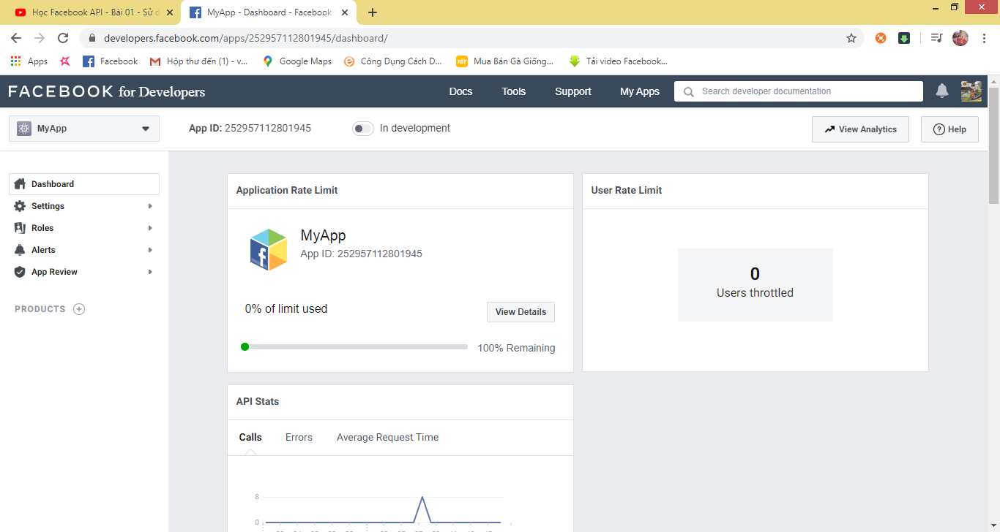 Học Facebook API - Bài 01 - Sử d
MyApp - Dashboard - Facebook
developers.facebook.com/apps/252957112801945/dashboard/
Apps
Facebook
Hộp thư đến (1) - v...
Google Maps
Công Dụng Cách D...
TỐT
Mua Bán Gà Giống...
Tải video Facebook...
FACEBOOK for Developers
Docs
Tools
Support
My Apps
Search developer documentation
MyApp
App ID: 252957112801945
In development
View Analytics
Help
Dashboard
Settings
Roles
Alerts
App Review
PRODUCTS
Application Rate Limit
MyApp
App ID: 252957112801945
0% of limit used
View Details
100% Remaining
User Rate Limit
0
Users throttled
API Stats
Calls
Errors
Average Request Time
8
0